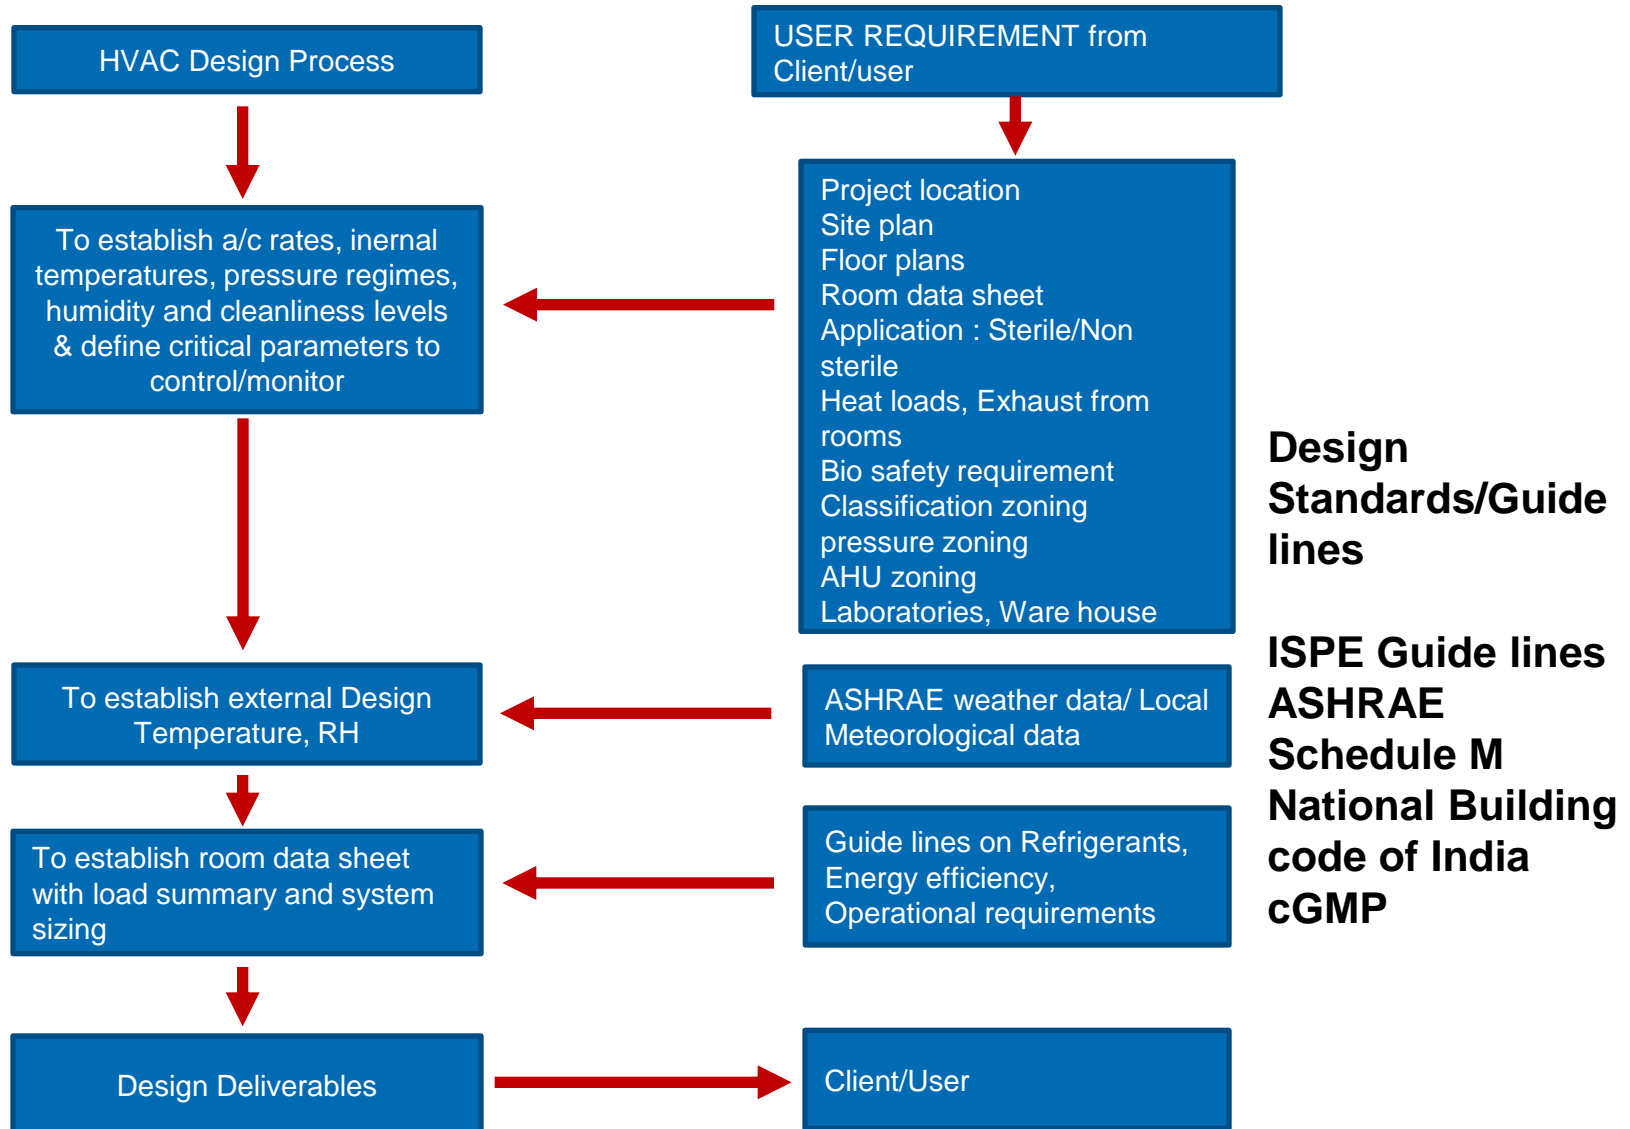 HVAC Design Process
USER REQUIREMENT from
Client/user
To establish a/c rates, inernal
temperatures, pressure regimes,
humidity and cleanliness levels
& define critical parameters to
control/monitor
Project location
Site plan
Floor plans
Room data sheet
Application : Sterile/Non
sterile
Heat loads, Exhaust from
rooms
Bio safety requirement
Classification zoning
pressure zoning
AHU zoning
Laboratories, Ware house
To establish external Design
Temperature, RH
ASHRAE weather data/ Local
Meteorological data
To establish room data sheet
with load summary and system
sizing
Guide lines on Refrigerants,
Energy efficiency,
Operational requirements
Design Deliverables
Client/User
Design
Standards/Guide
lines
ISPE Guide lines
ASHRAE
Schedule M
National Building
code of India
cGMP